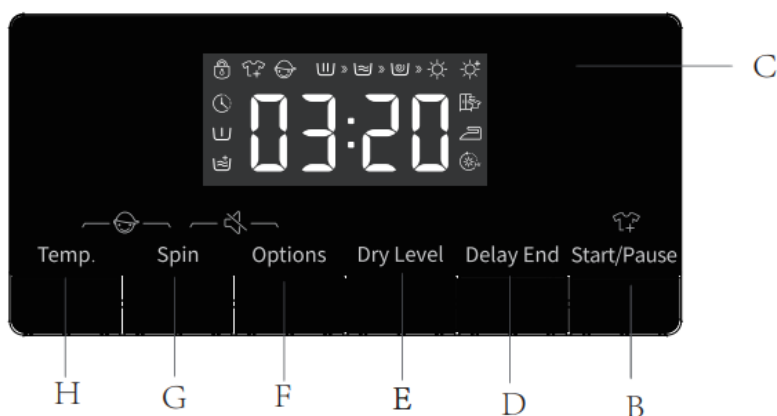 C
03:20
Temp. Spin Options Dry Level Delay End Start/Pause
H G F E D B